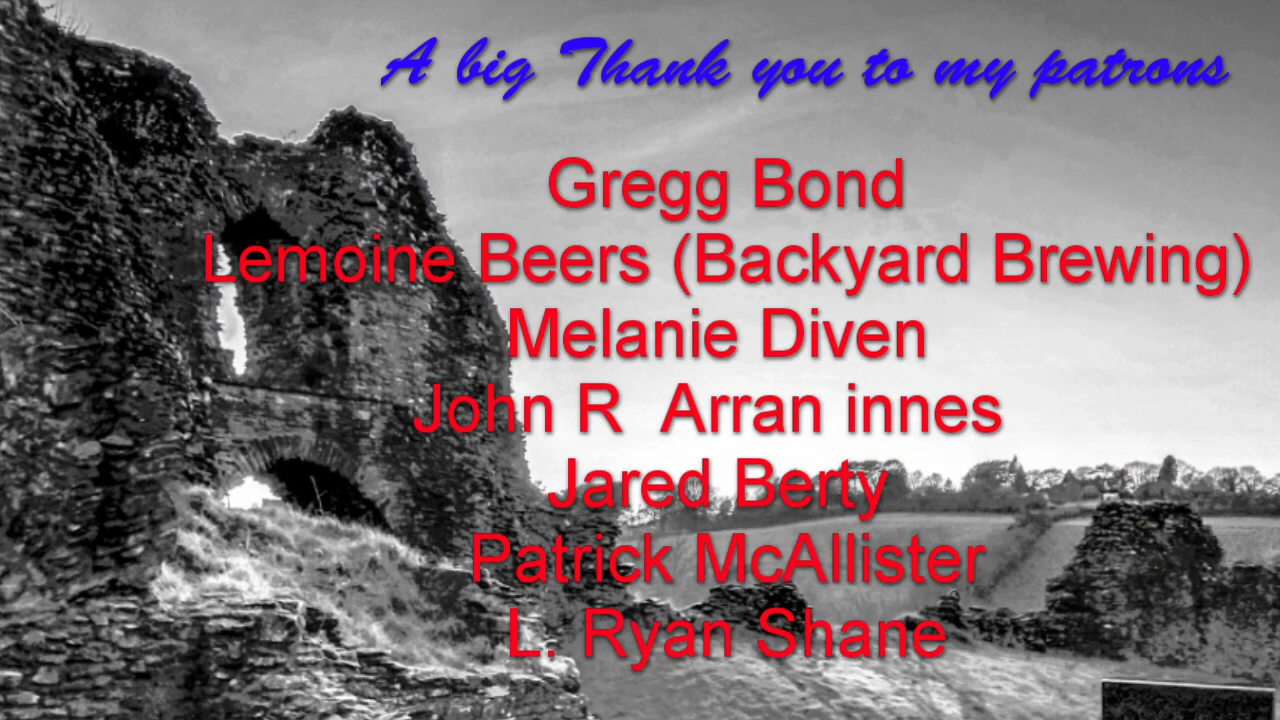 A big Thank you to my patrons
Gregg Bond
Lemoine Beers (Backyard Brewing)
Melanie Diven
John R  Arran innes
Jared Berty
Patrick McAllister
L. Ryan Shane